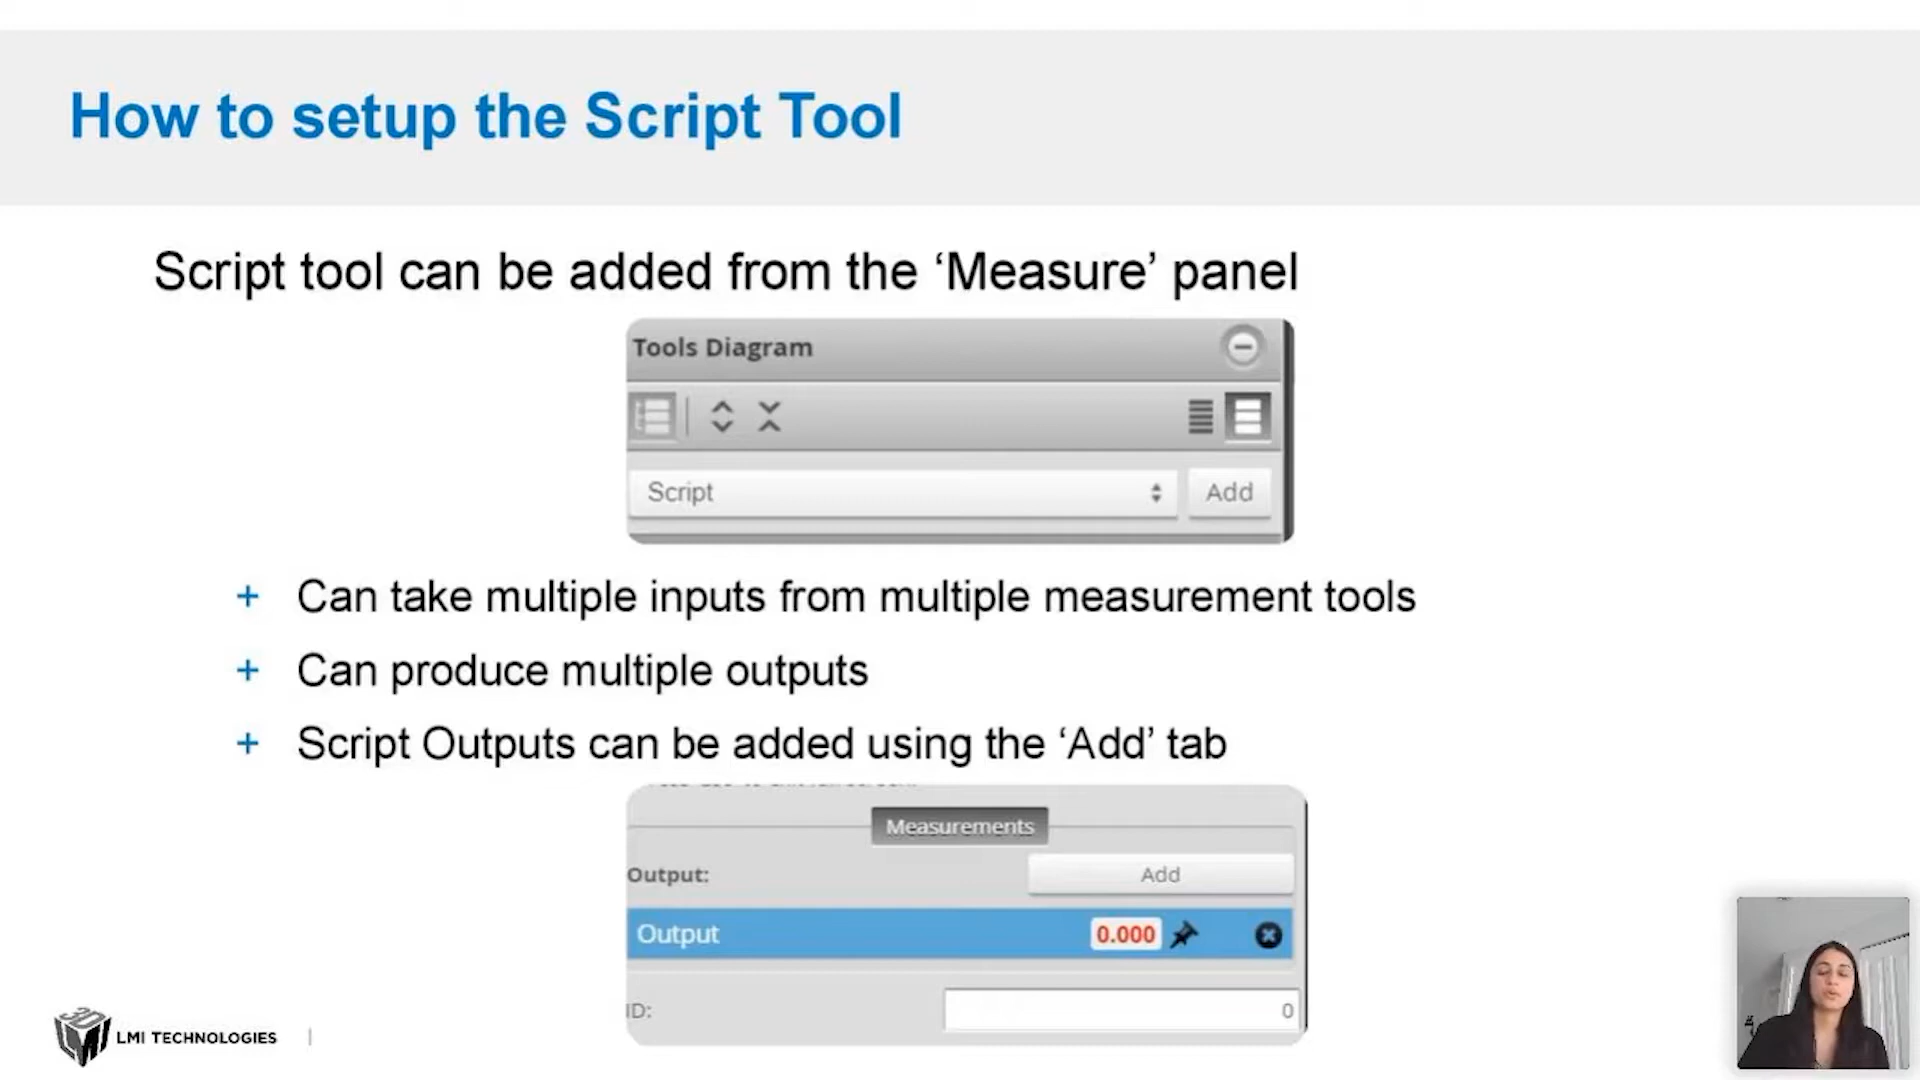 How to setup the Script Tool
Script tool can be added from the ‘Measure’ panel
Tools Diagram
Script
Add
+ Can take multiple inputs from multiple measurement tools
+ Can produce multiple outputs
+ Script Outputs can be added using the ‘Add’ tab
Measurements
Output:
Add
Output
0.000
ID:
0
3D
LMI TECHNOLOGIES